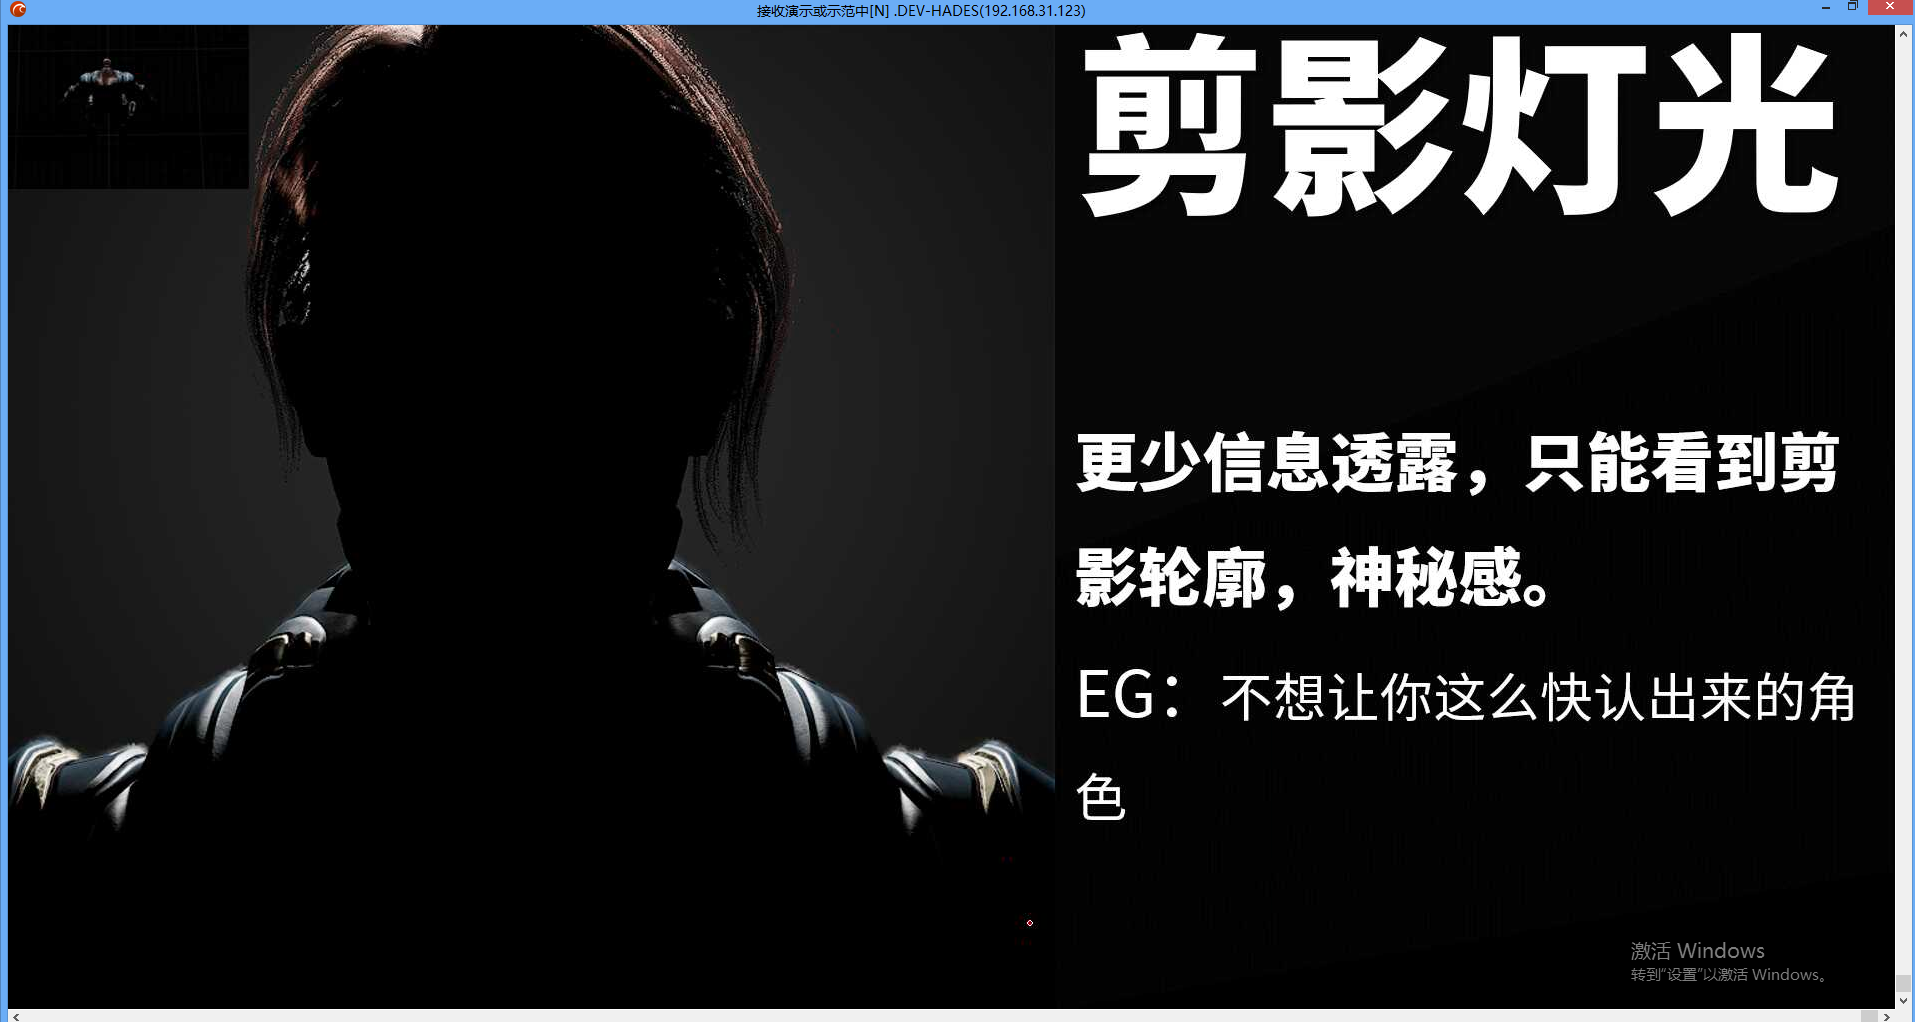 接收演示或示范中[N] .DEV-HADES(192.168.31.123)
剪影灯光
更少信息透露，只能看到剪
影轮廓，神秘感。
EG：不想让你这么快认出来的角
色
激活 Windows
转到“设置”以激活 Windows。